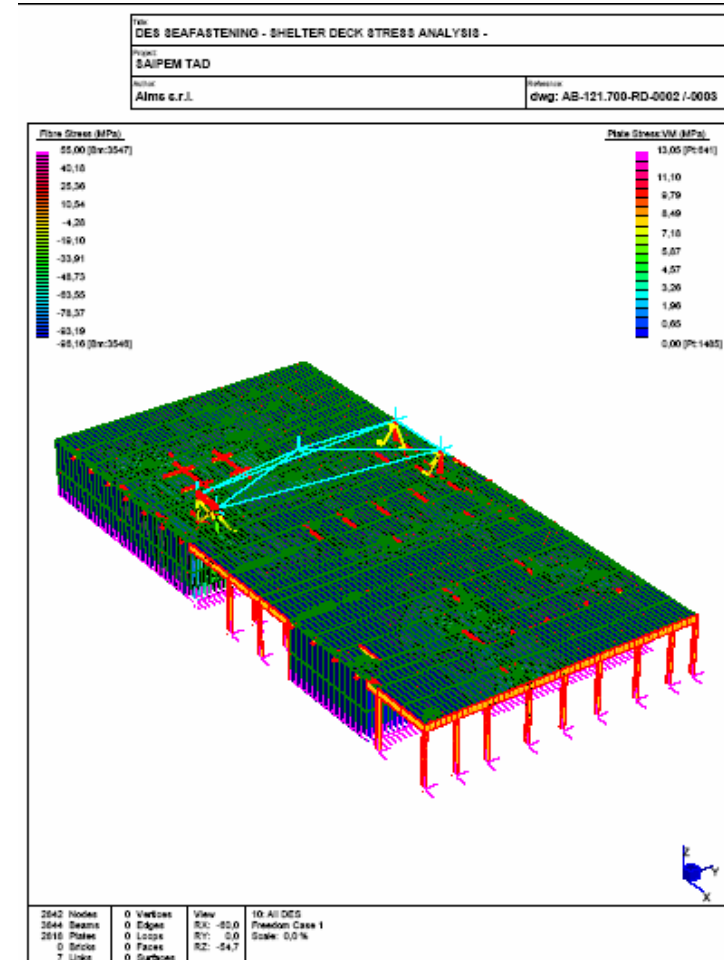 Title:
DES SEAFASTENING - SHELTER DECK STRESS ANALYSIS -
Project:
SAIPEM TAD
Author:
Aims s.r.l.
Reference:
dwg: AB-121.700-RD-0002 /-0003
Fibre Stress (MPa)
55,00 [Bm:3547]
40,18
25,36
10,54
-4,28
-19,10
-33,91
-48,73
-63,55
-78,37
-93,19
-96,16 [Bm:3546]
Plate Stress:VM (MPa)
13,05 [Pt:641]
11,10
9,79
8,49
7,18
5,87
4,57
3,26
1,96
0,65
0,00 [Pt:1485]
Z
Y
X
2842 Nodes
3644 Beams
2818 Plates
0 Bricks
7 Links
0 Vertices
0 Edges
0 Loops
0 Faces
0 Surfaces
View
RX: -60,0
RY: 0,0
RZ: -54,7
10: All DES
Freedom Case 1
Scale: 0,0 %